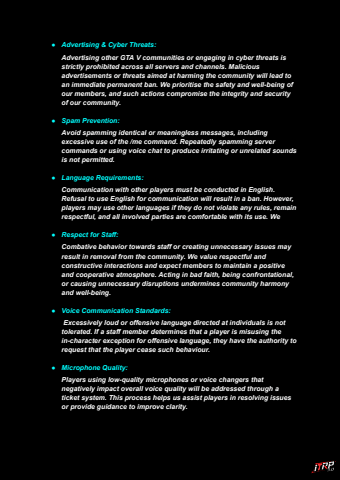 ● Advertising & Cyber Threats:
Advertising other GTA V communities or engaging in cyber threats is
strictly prohibited across all servers and channels. Malicious
advertisements or threats aimed at harming the community will lead to
an immediate permanent ban. We prioritise the safety and well-being of
our members, and such actions compromise the integrity and security
of our community.
● Spam Prevention:
Avoid spamming identical or meaningless messages, including
excessive use of the /me command. Repeatedly spamming server
commands or using voice chat to produce irritating or unrelated sounds
is not permitted.
● Language Requirements:
Communication with other players must be conducted in English.
Refusal to use English for communication will result in a ban. However,
players may use other languages if they do not violate any rules, remain
respectful, and all involved parties are comfortable with its use. We
● Respect for Staff:
Combative behavior towards staff or creating unnecessary issues may
result in removal from the community. We value respectful and
constructive interactions and expect members to maintain a positive
and cooperative atmosphere. Acting in bad faith, being confrontational,
or causing unnecessary disruptions undermines community harmony
and well-being.
● Voice Communication Standards:
Excessively loud or offensive language directed at individuals is not
tolerated. If a staff member determines that a player is misusing the
in-character exception for offensive language, they have the authority to
request that the player cease such behaviour.
● Microphone Quality:
Players using low-quality microphones or voice changers that
negatively impact overall voice quality will be addressed through a
ticket system. This process helps us assist players in resolving issues
or provide guidance to improve clarity.